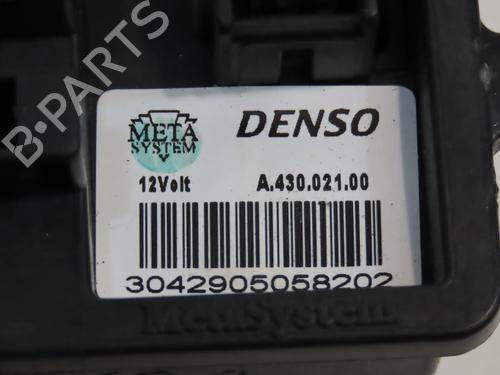 B-PARTS
META
SYSTEM
DENSO
12Volt
A.430.021.00
3042905058202
MetaSystem